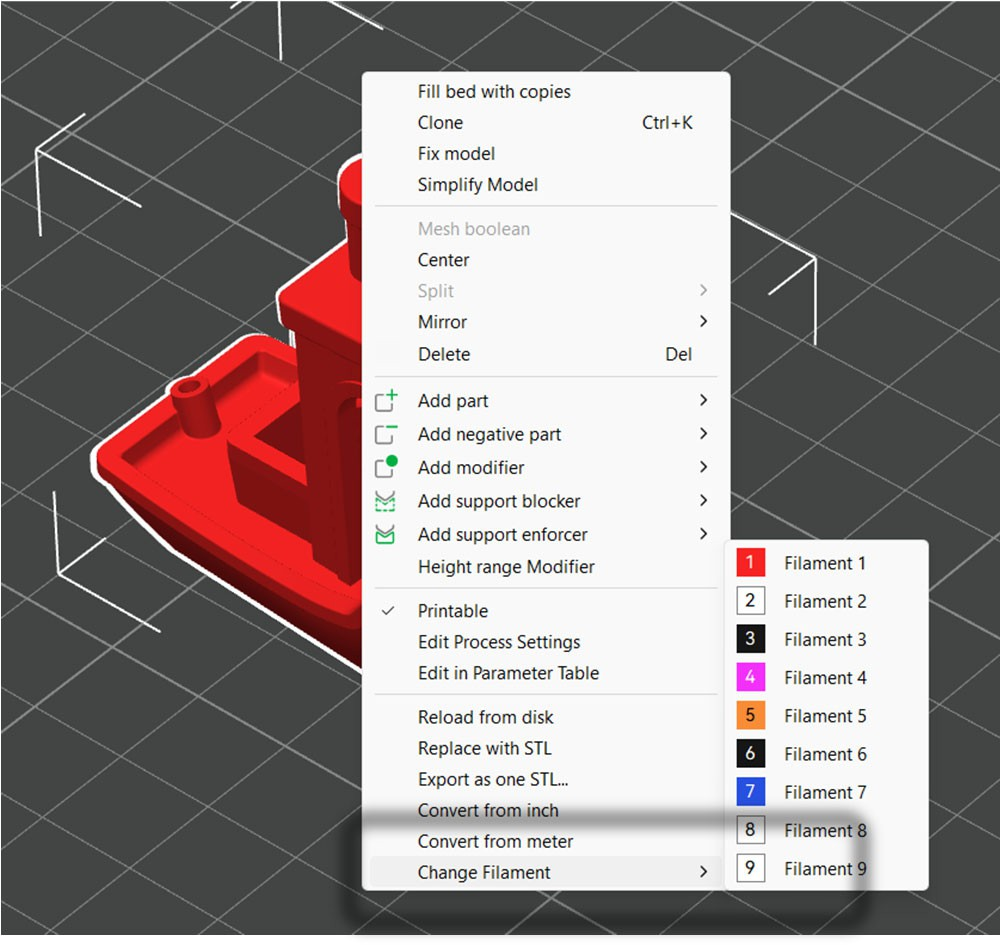 Fill bed with copies
Clone Ctrl+K
Fix model
Simplify Model
Mesh boolean
Center
Split
Mirror
Delete Del
Add part
Add negative part
Add modifier
Add support blocker
Add support enforcer
Height range Modifier
Printable
Edit Process Settings
Edit in Parameter Table
Reload from disk
Replace with STL
Export as one STL...
Convert from inch
Convert from meter
Change Filament
1 Filament 1
2 Filament 2
3 Filament 3
4 Filament 4
5 Filament 5
6 Filament 6
7 Filament 7
8 Filament 8
9 Filament 9